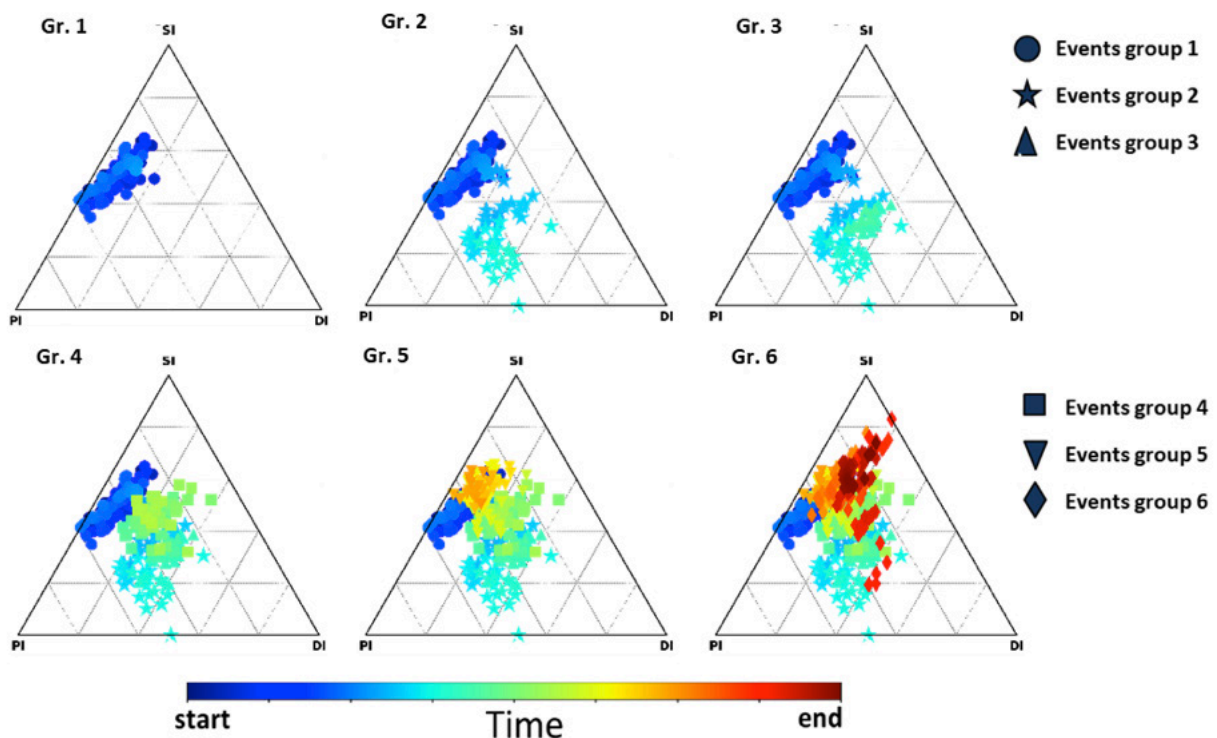 Gr. 1
SI
PI
DI
Gr. 2
SI
PI
DI
Gr. 3
SI
PI
DI
Events group 1
Events group 2
Events group 3
Gr. 4
SI
PI
DI
Gr. 5
SI
PI
DI
Gr. 6
SI
PI
DI
Events group 4
Events group 5
Events group 6
start
Time
end